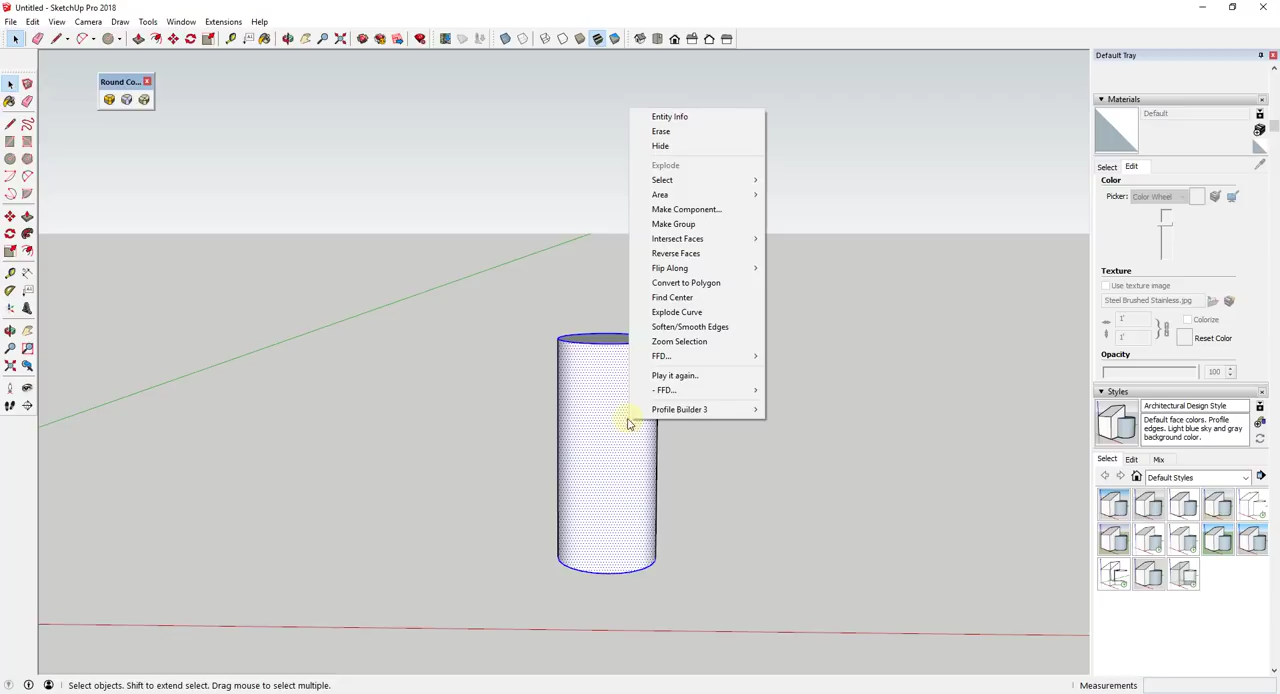 Untitled - SketchUp Pro 2018
File Edit View Camera Draw Tools Window Extensions Help
Default Tray
Round Co...
Materials
Default
Select Edit
Color
Picker: Color Wheel
Texture
Use texture image
Steel Brushed Stainless.jpg
1' Colorize
1' Reset Color
Opacity
100
Styles
Architectural Design Style
Default face colors. Profile
edges. Light blue sky and gray
background color.
Select Edit Mix
Default Styles
Entity Info
Erase
Hide
Explode
Select
Area
Make Component...
Make Group
Intersect Faces
Reverse Faces
Flip Along
Convert to Polygon
Find Center
Explode Curve
Soften/Smooth Edges
Zoom Selection
FFD...
Play it again..
- FFD...
Profile Builder 3
Select objects. Shift to extend select. Drag mouse to select multiple.
Measurements